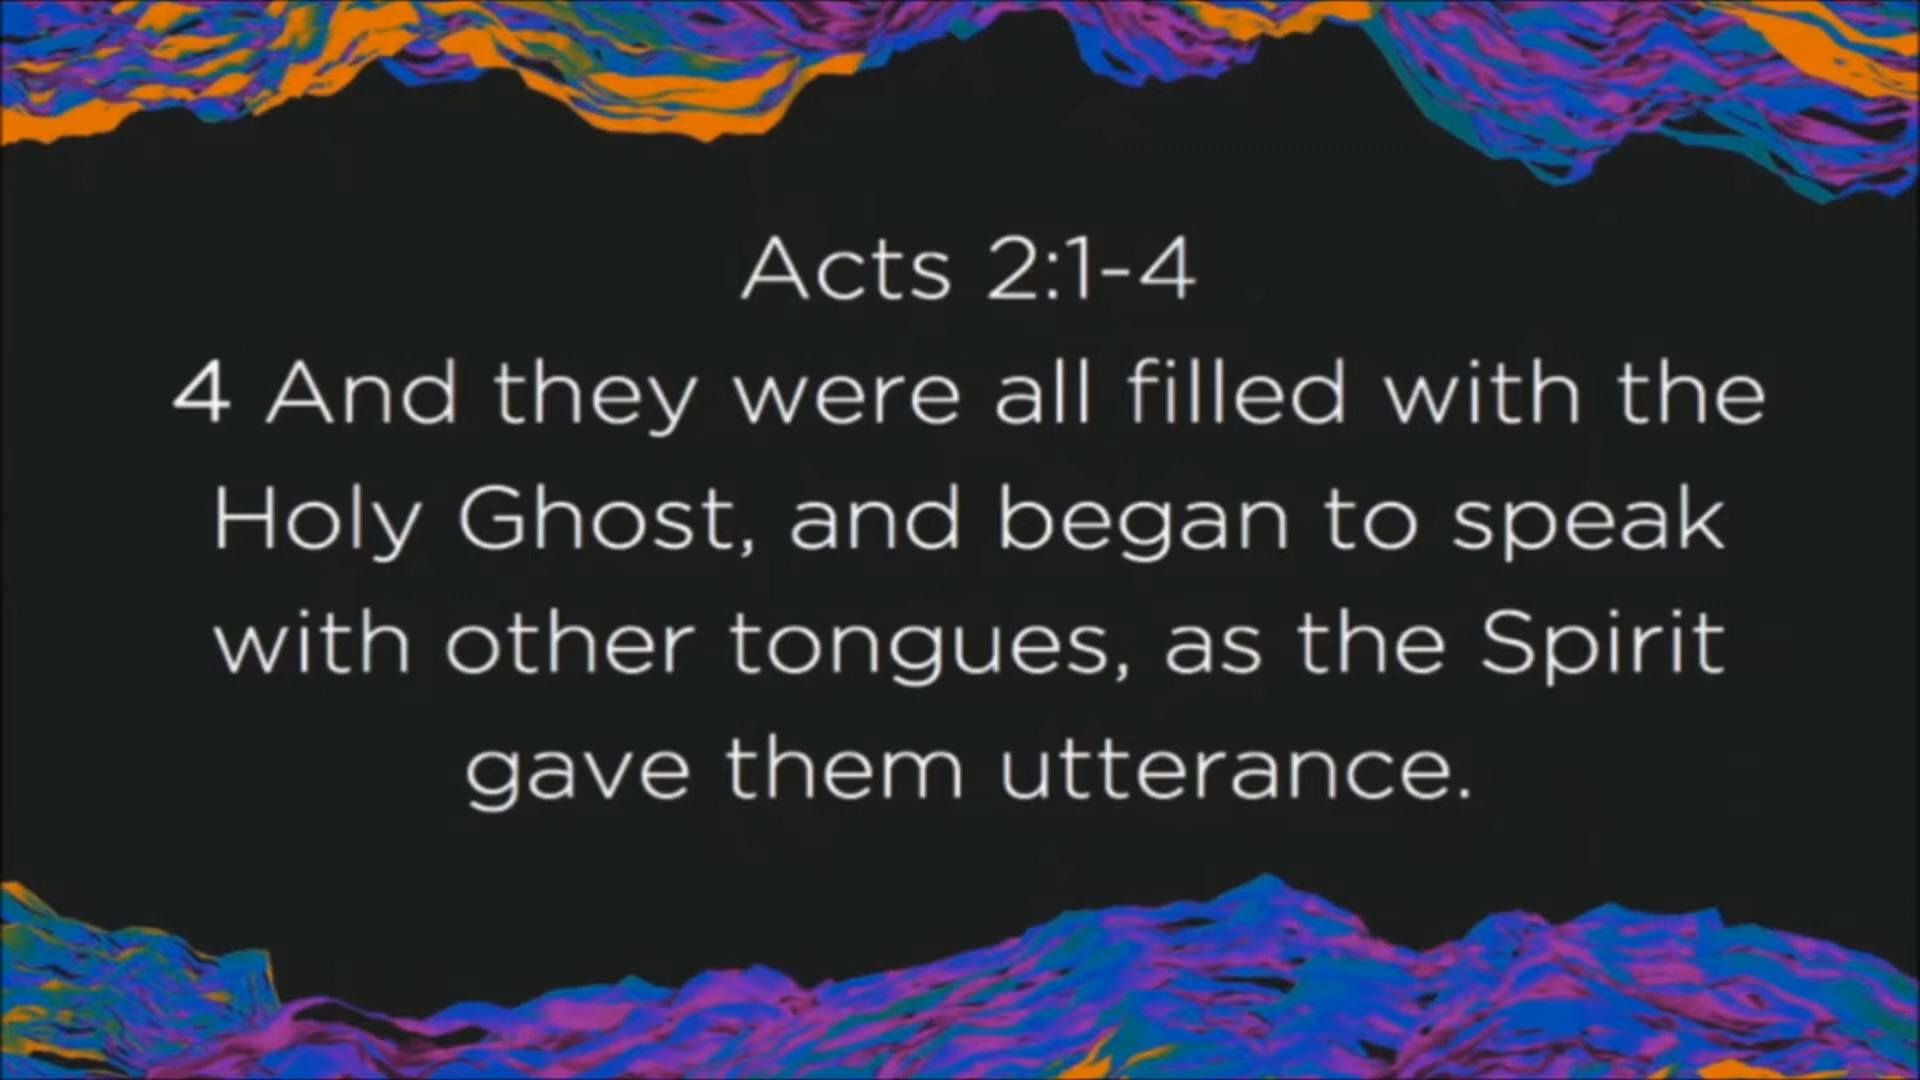 Acts 2:1-4
4 And they were all filled with the
Holy Ghost, and began to speak
with other tongues, as the Spirit
gave them utterance.